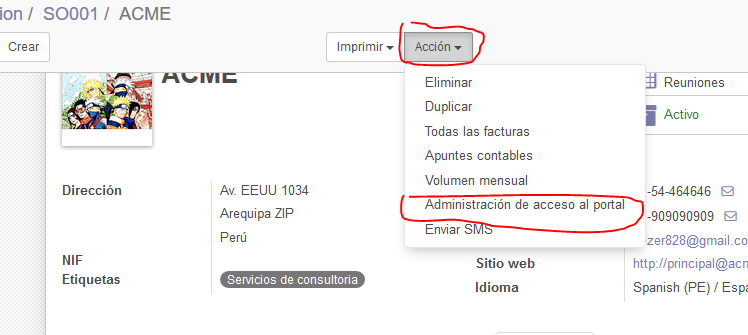 ion / SO001 / ACME
Crear
Imprimir
Acción
ACME
Eliminar
Duplicar
Todas las facturas
Apuntes contables
Volumen mensual
Administración de acceso al portal
Enviar SMS
Reuniones
Activo
Dirección
Av. EEUU 1034
Arequipa ZIP
Perú
NIF
Etiquetas
Servicios de consultoria
-54-464646
-909090909
zer828@gmail.co
Sitio web
http://principal@acm
Idioma
Spanish (PE) / Españ